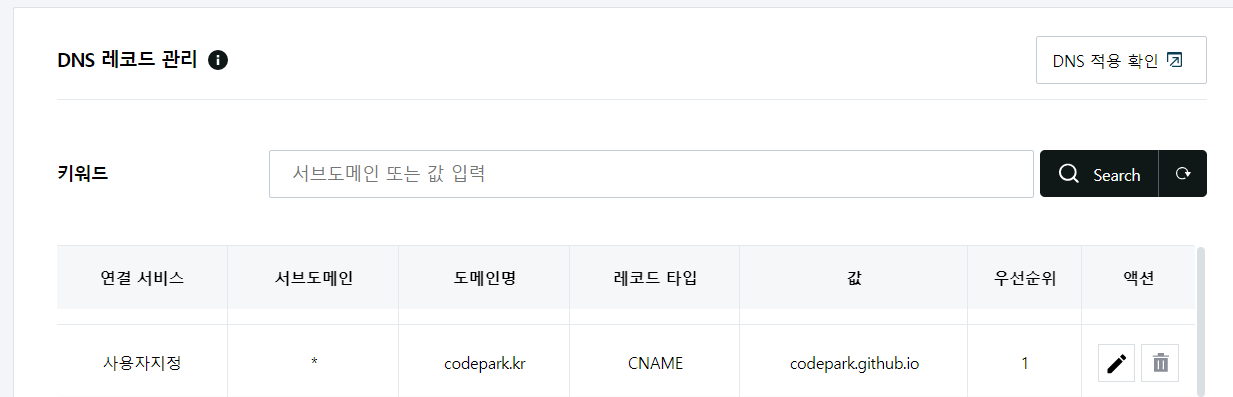 DNS 레코드 관리
DNS 적용 확인
키워드
서브도메인 또는 값 입력
Search
연결 서비스 서브도메인 도메인명 레코드 타입 값 우선순위 액션
사용자지정 * codepark.kr CNAME codepark.github.io 1